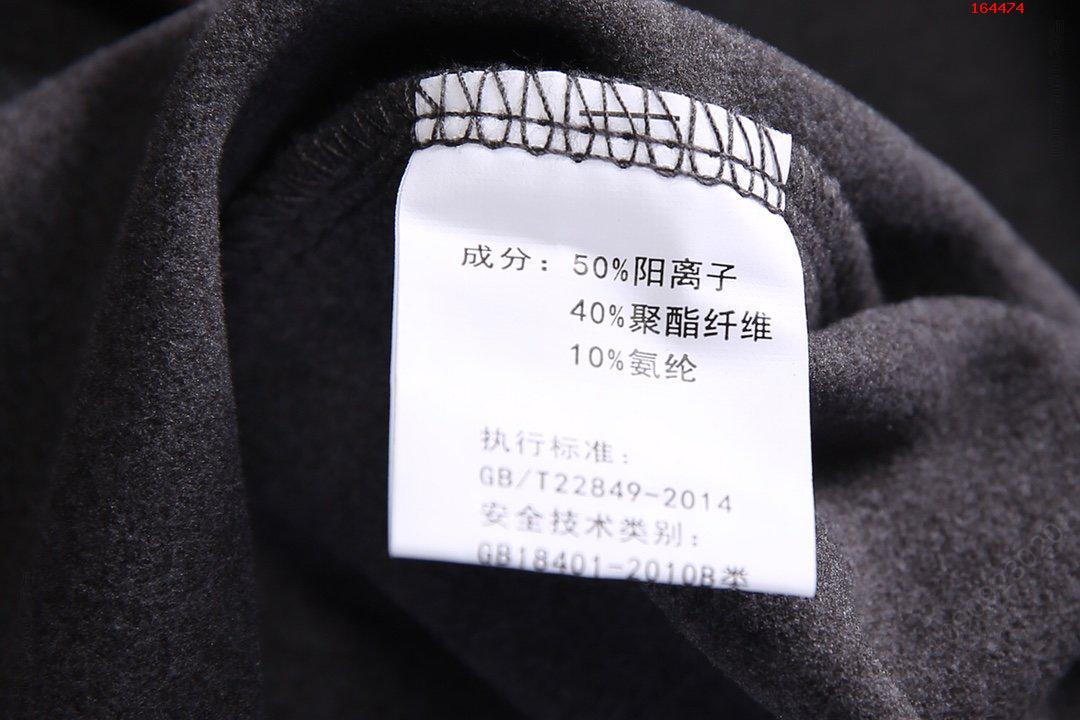 164474
成分：50%阳离子
40%聚酯纤维
10%氨纶
执行标准：
GB/T22849-2014
安全技术类别：
GB18401-2010B类